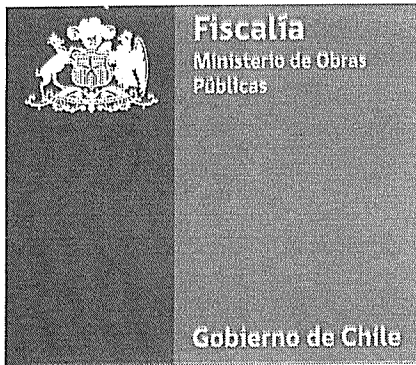 Fiscalía
Ministerio de Obras
Públicas
Gobierno de Chile